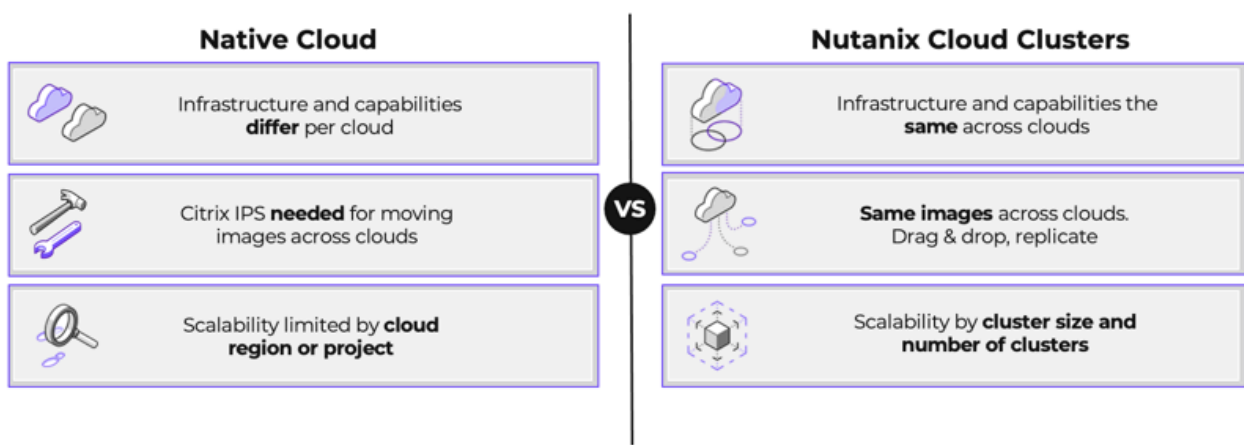 Native Cloud
Infrastructure and capabilities
differ per cloud
Citrix IPS needed for moving
images across clouds
Scalability limited by cloud
region or project
VS
Nutanix Cloud Clusters
Infrastructure and capabilities the
same across clouds
Same images across clouds.
Drag & drop, replicate
Scalability by cluster size and
number of clusters